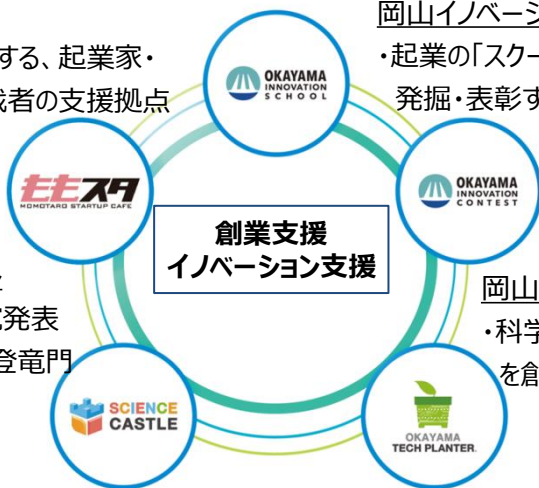 岡山イノベーシ
する、起業家・
者の支援拠点
・起業の「スクー
発掘・表彰す
OKAYAMA
INNOVATION
SCHOOL
ももスタ
MOMOTARO STARTUP CAFE
OKAYAMA
INNOVATION
CONTEST
創業支援
イノベーション支援
発表
登竜門
岡山
・科学
を創
SCIENCE
CASTLE
OKAYAMA
TECH PLANTER